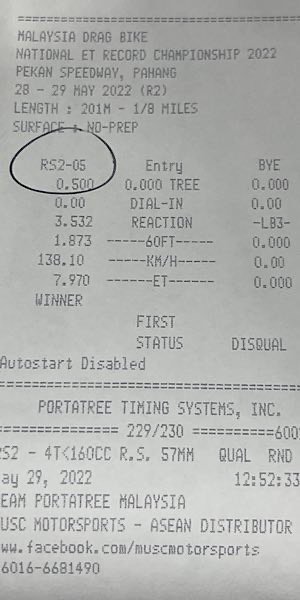 MALAYSIA DRAG BIKE
NATIONAL ET RECORD CHAMPIONSHIP 2022
PEKAN SPEEDWAY, PAHANG
28 - 29 MAY 2022 (R2)
LENGTH : 201M - 1/8 MILES
SURFACE : NO-PREP
RS2-05 Entry BYE
0.500 0.000 TREE 0.000
0.00 DIAL-IN 0.00
3.532 REACTION -LB3-
1.873 -----60FT----- 0.000
138.10 -----KM/H----- 0.00
7.970 ------ET------ 0.000
WINNER
FIRST
STATUS DISQUAL
Autostart Disabled
PORTATREE TIMING SYSTEMS, INC.
=============== 229/230 ==========600
S2 - 4T<160CC R.S. 57MM QUAL RND
ay 29, 2022 12:52:33
EAM PORTATREE MALAYSIA
USC MOTORSPORTS - ASEAN DISTRIBUTOR
ww.facebook.com/muscmotorsports
6016-6681490